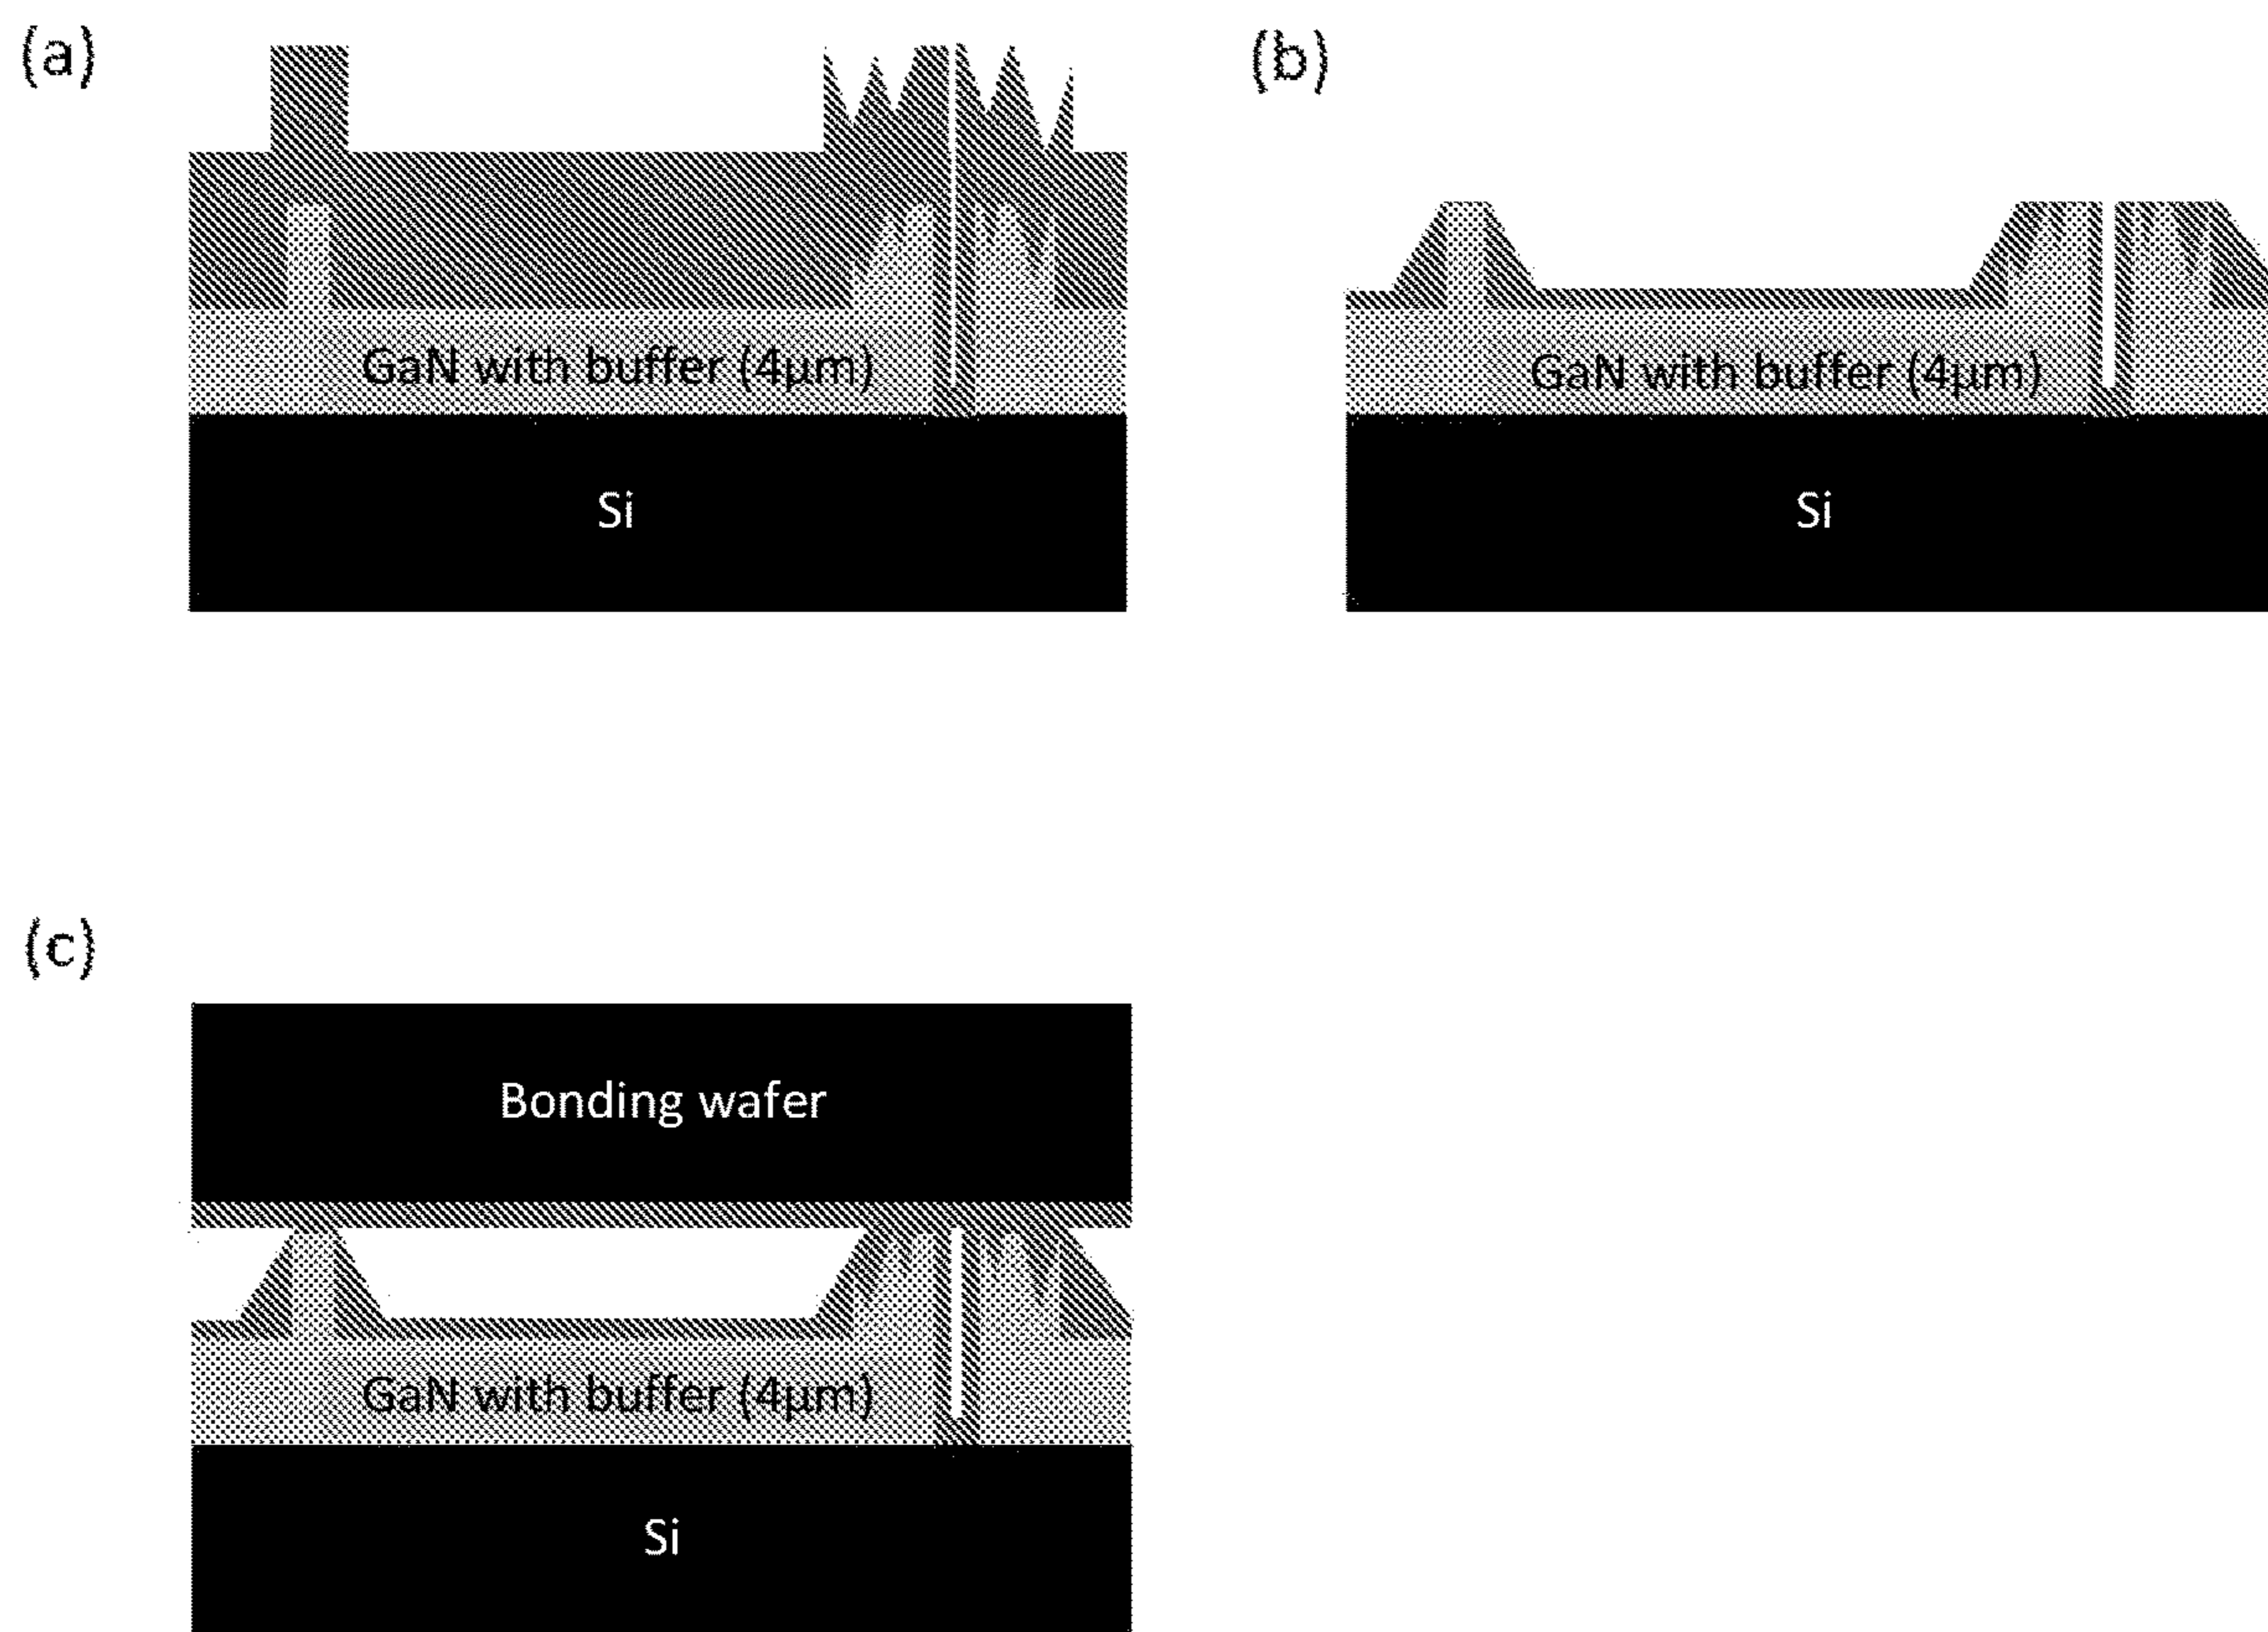 (a)
(b)
GaN with buffer (4µm)
GaN with buffer (4µm)
Si
Si
(c)
Bonding wafer
GaN with buffer (4µm)
Si